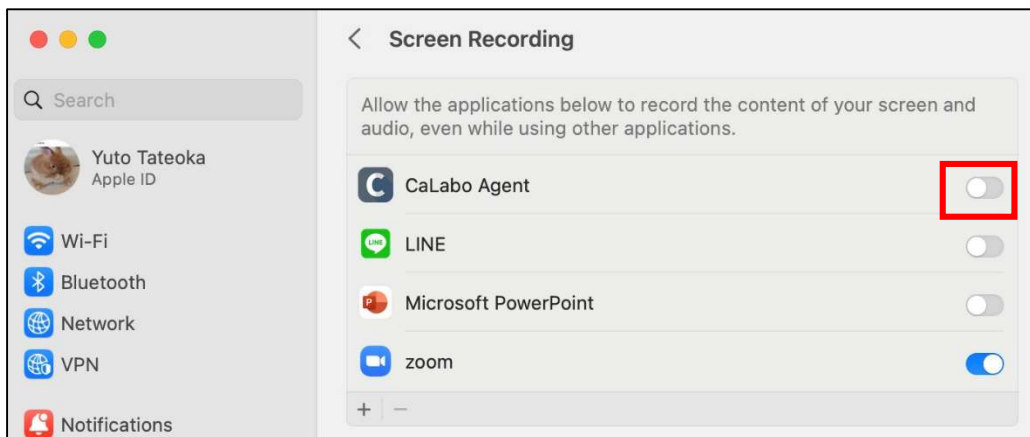 Screen Recording
Search
Allow the applications below to record the content of your screen and
audio, even while using other applications.
Yuto Tateoka
Apple ID
C
CaLabo Agent
Wi-Fi
LINE
LINE
Bluetooth
Network
P
Microsoft PowerPoint
VPN
zoom
+ −
Notifications